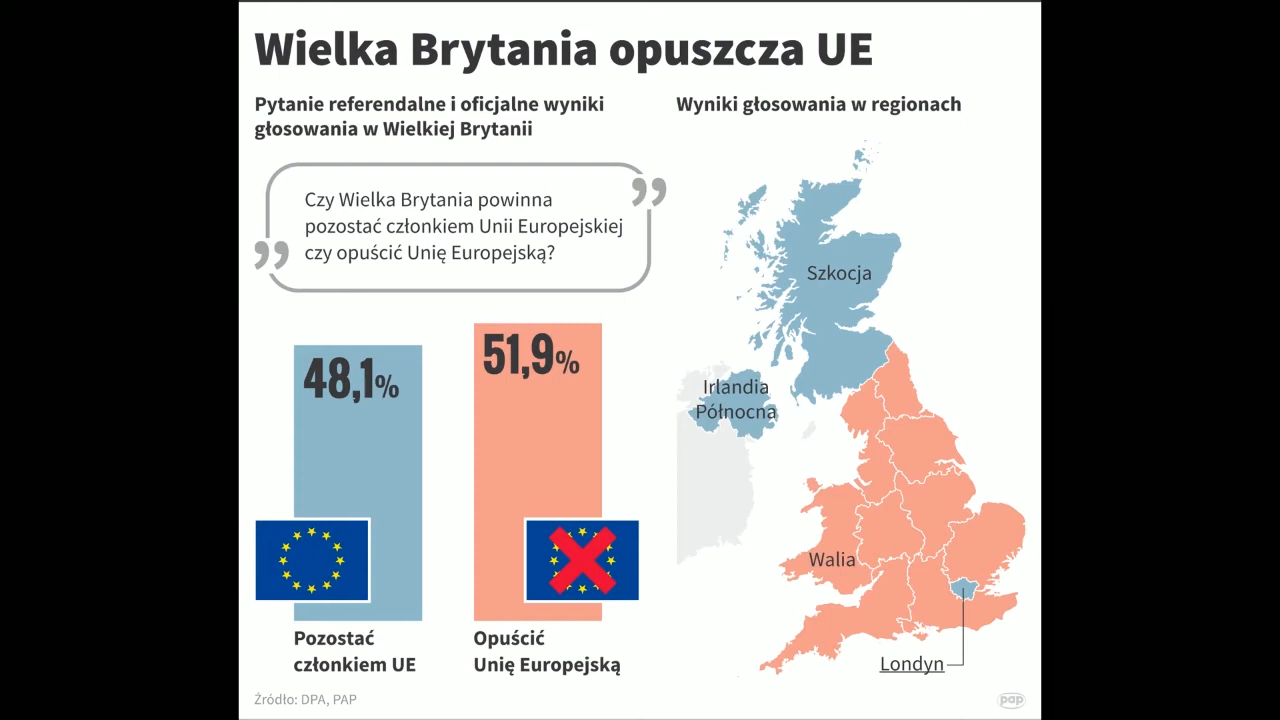 Wielka Brytania opuszcza UE
Pytanie referendalne i oficjalne wyniki
głosowania w Wielkiej Brytanii
Czy Wielka Brytania powinna
pozostać członkiem Unii Europejskiej
czy opuścić Unię Europejską?
48,1%
51,9%
Pozostać
członkiem UE
Opuścić
Unię Europejską
Wyniki głosowania w regionach
Szkocja
Irlandia
Północna
Walia
Londyn
Źródło: DPA, PAP
pap